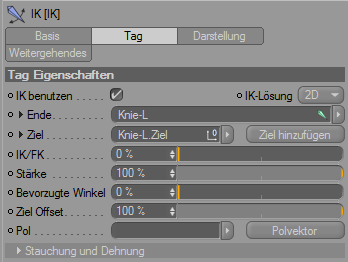 IK [IK]
Basis Tag Darstellung
Weitergehendes
Tag Eigenschaften
IK benutzen IK-Lösung 2D
Ende Knie-L
Ziel Knie-L.Ziel Ziel hinzufügen
IK/FK 0 %
Stärke 100 %
Bevorzugte Winkel 0 %
Ziel Offset 100 %
Pol Polvektor
Stauchung und Dehnung